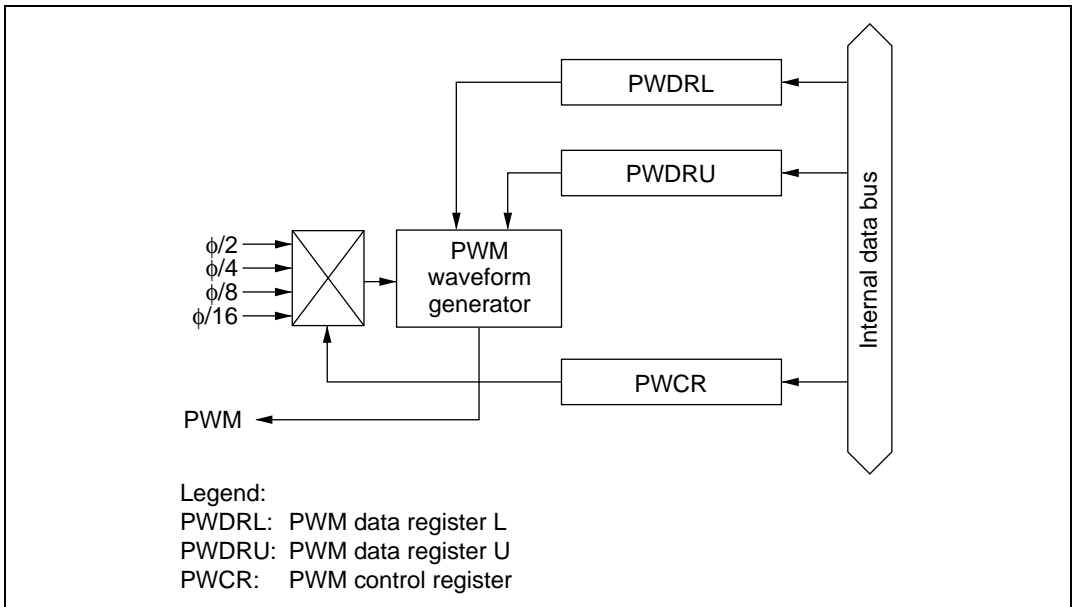 PWDRL
PWDRU
Internal data bus
ϕ/2
ϕ/4
ϕ/8
ϕ/16
PWM
waveform
generator
PWCR
PWM
Legend:
PWDRL: PWM data register L
PWDRU: PWM data register U
PWCR: PWM control register